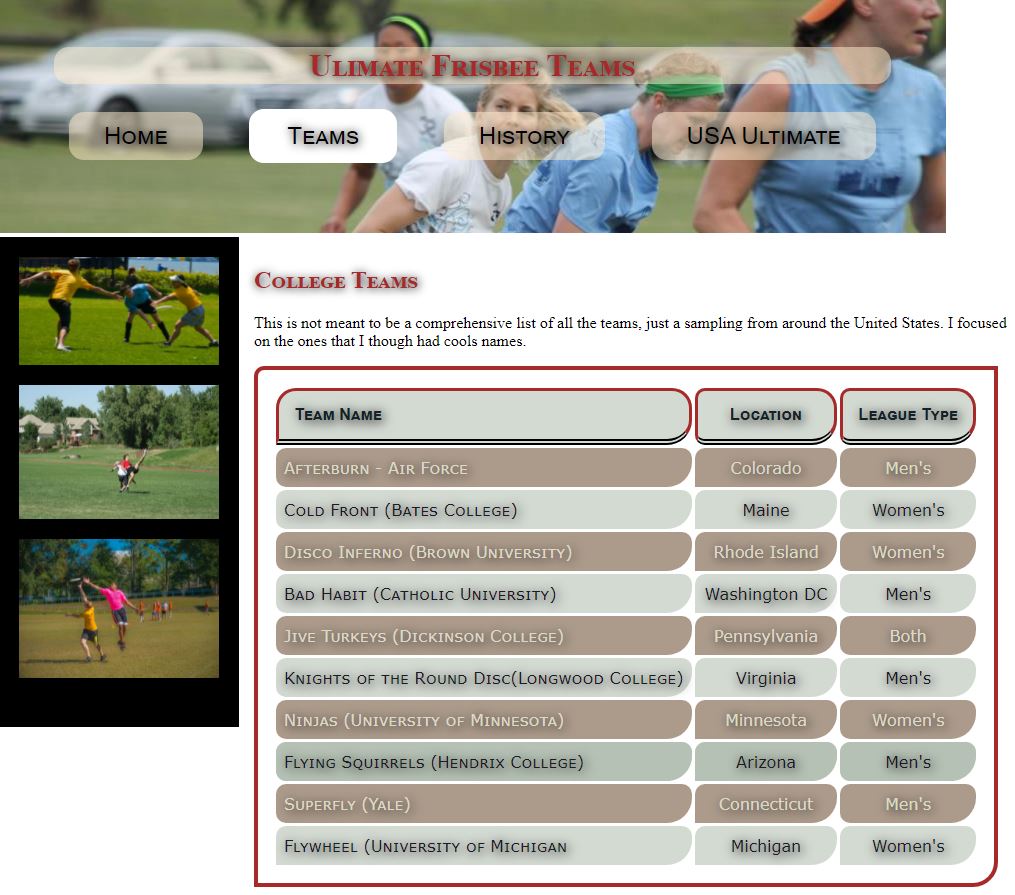 Ulimate Frisbee Teams
Home Teams History USA Ultimate
College Teams
This is not meant to be a comprehensive list of all the teams, just a sampling from around the United States. I focused
on the ones that I though had cools names.
Team Name Location League Type
Afterburn - Air Force Colorado Men's
Cold Front (Bates College) Maine Women's
Disco Inferno (Brown University) Rhode Island Women's
Bad Habit (Catholic University) Washington DC Men's
Jive Turkeys (Dickinson College) Pennsylvania Both
Knights of the Round Disc(Longwood College) Virginia Men's
Ninjas (University of Minnesota) Minnesota Women's
Flying Squirrels (Hendrix College) Arizona Men's
Superfly (Yale) Connecticut Men's
Flywheel (University of Michigan Michigan Women's